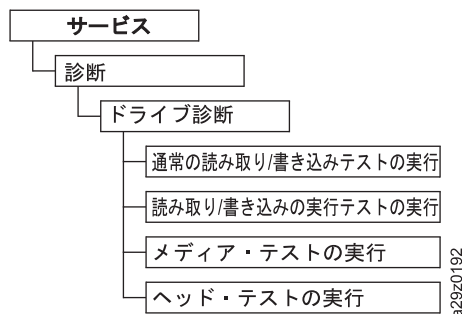 サービス
診断
ドライブ診断
通常の読み取り/書き込みテストの実行
読み取り/書き込みの実行テストの実行
メディア・テストの実行
ヘッド・テストの実行
a29z0192